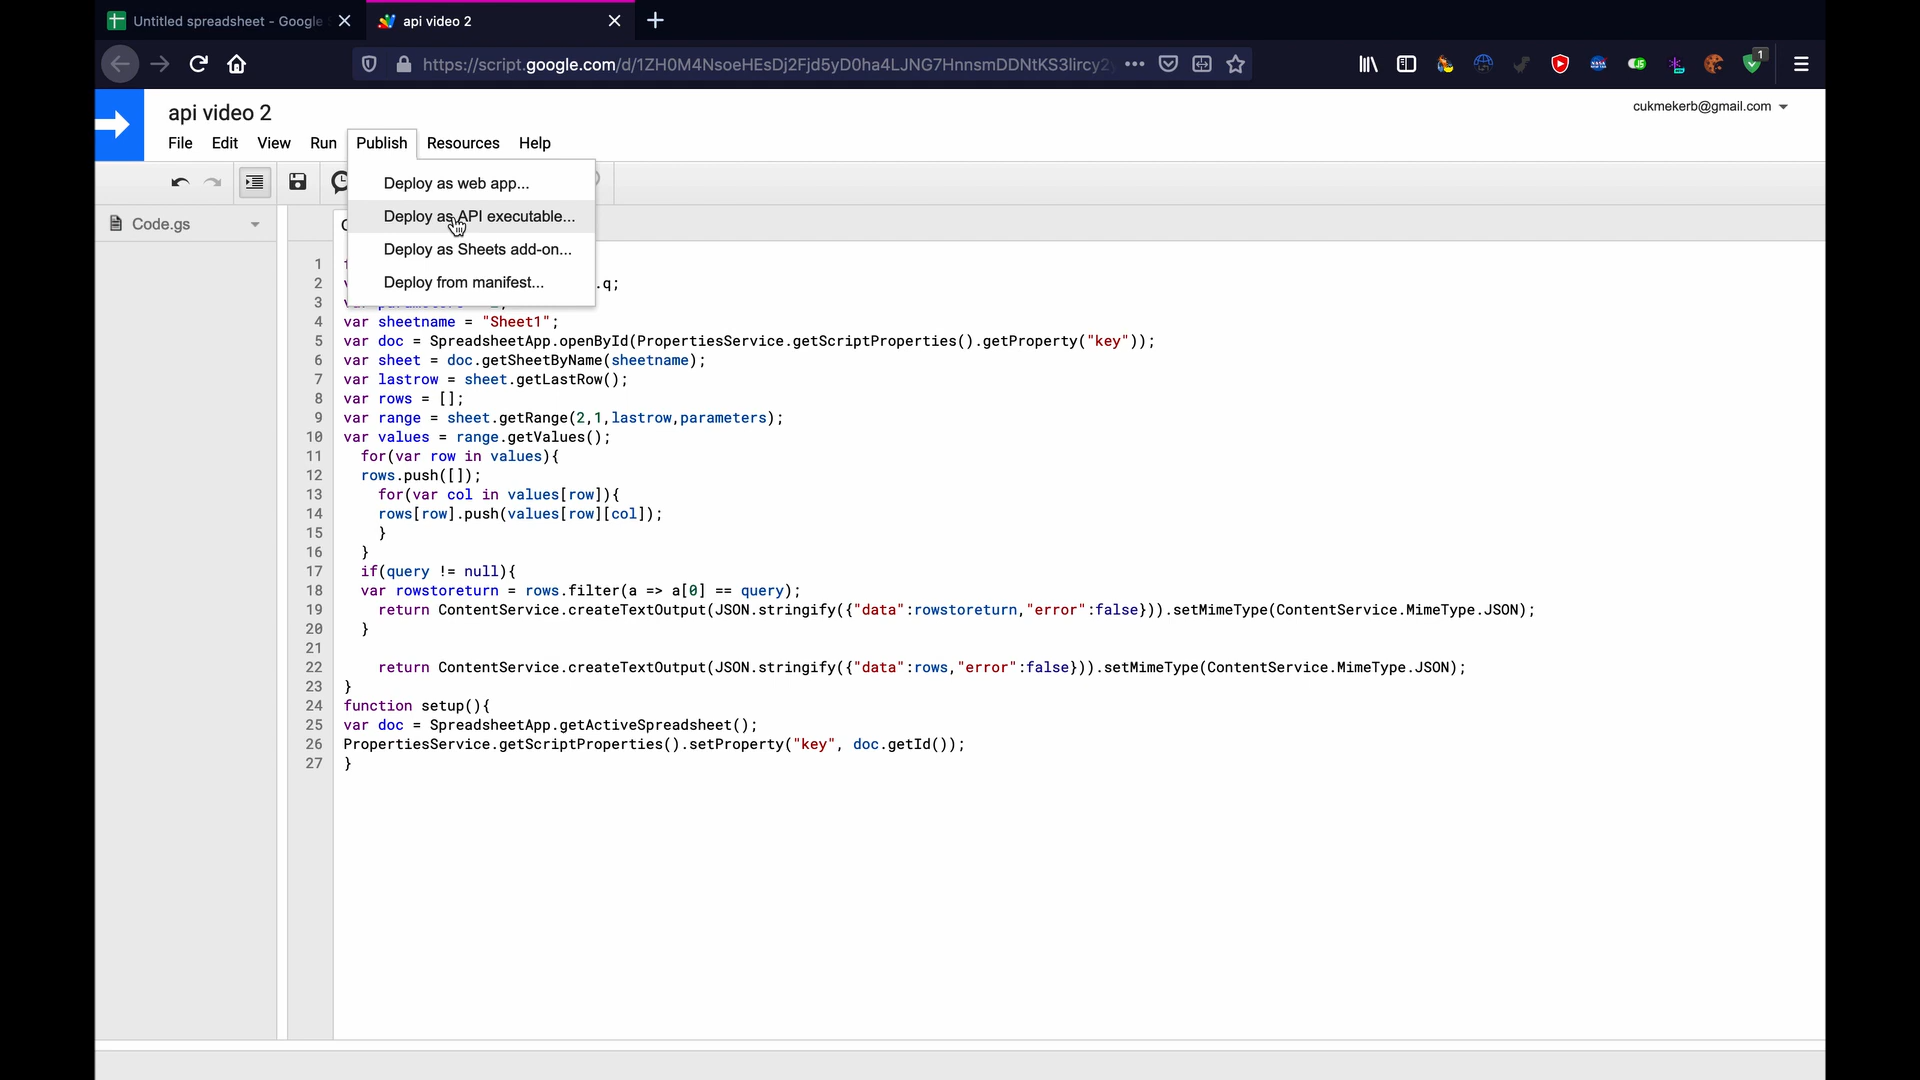 Untitled spreadsheet - Google
api video 2
https://script.google.com/d/1ZH0M4NsoeHEsDj2Fjd5yD0ha4LJNG7HnnsmDDNtKS3lircy2
1
api video 2
cukmekerb@gmail.com
File Edit View Run Publish Resources Help
Deploy as web app...
Deploy as API executable...
Deploy as Sheets add-on...
Deploy from manifest...
Code.gs
1
2 .q;
3
4 var sheetname = "Sheet1";
5 var doc = SpreadsheetApp.openById(PropertiesService.getScriptProperties().getProperty("key"));
6 var sheet = doc.getSheetByName(sheetname);
7 var lastrow = sheet.getLastRow();
8 var rows = [];
9 var range = sheet.getRange(2,1,lastrow,parameters);
10 var values = range.getValues();
11 for(var row in values){
12 rows.push([]);
13 for(var col in values[row]){
14 rows[row].push(values[row][col]);
15 }
16 }
17 if(query != null){
18 var rowstoreturn = rows.filter(a => a[0] == query);
19 return ContentService.createTextOutput(JSON.stringify({"data":rowstoreturn,"error":false})).setMimeType(ContentService.MimeType.JSON);
20 }
21
22 return ContentService.createTextOutput(JSON.stringify({"data":rows,"error":false})).setMimeType(ContentService.MimeType.JSON);
23 }
24 function setup(){
25 var doc = SpreadsheetApp.getActiveSpreadsheet();
26 PropertiesService.getScriptProperties().setProperty("key", doc.getId());
27 }